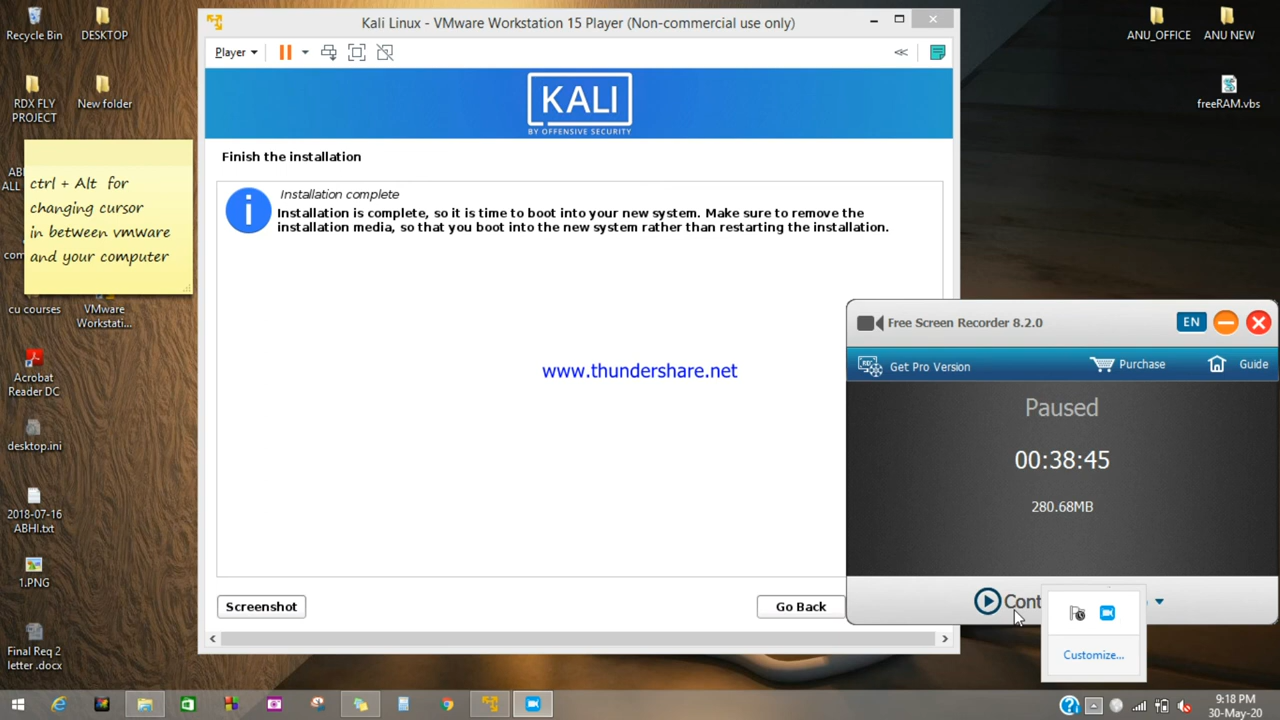 Recycle Bin
DESKTOP
RDX FLY
PROJECT
New folder
ctrl + Alt for
changing cursor
in between vmware
and your computer
cu courses
VMware
Workstati...
Acrobat
Reader DC
desktop.ini
2018-07-16
ABHI.txt
1.PNG
Final Req 2
letter .docx
Kali Linux - VMware Workstation 15 Player (Non-commercial use only)
Player
KALI
BY OFFENSIVE SECURITY
Finish the installation
Installation complete
Installation is complete, so it is time to boot into your new system. Make sure to remove the
installation media, so that you boot into the new system rather than restarting the installation.
www.thundershare.net
Screenshot
Go Back
ANU_OFFICE
ANU NEW
freeRAM.vbs
Free Screen Recorder 8.2.0
EN
Get Pro Version
Purchase
Guide
Paused
00:38:45
280.68MB
Cont
Customize...
9:18 PM
30-May-20